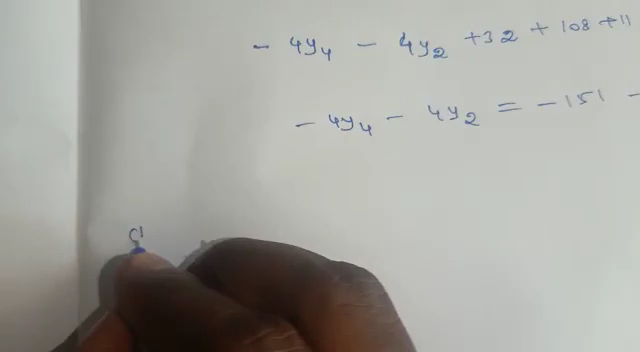 - 4y₄ - 4y₂ +32 + 108 + 11
- 4y₄ - 4y₂ = - 151 -